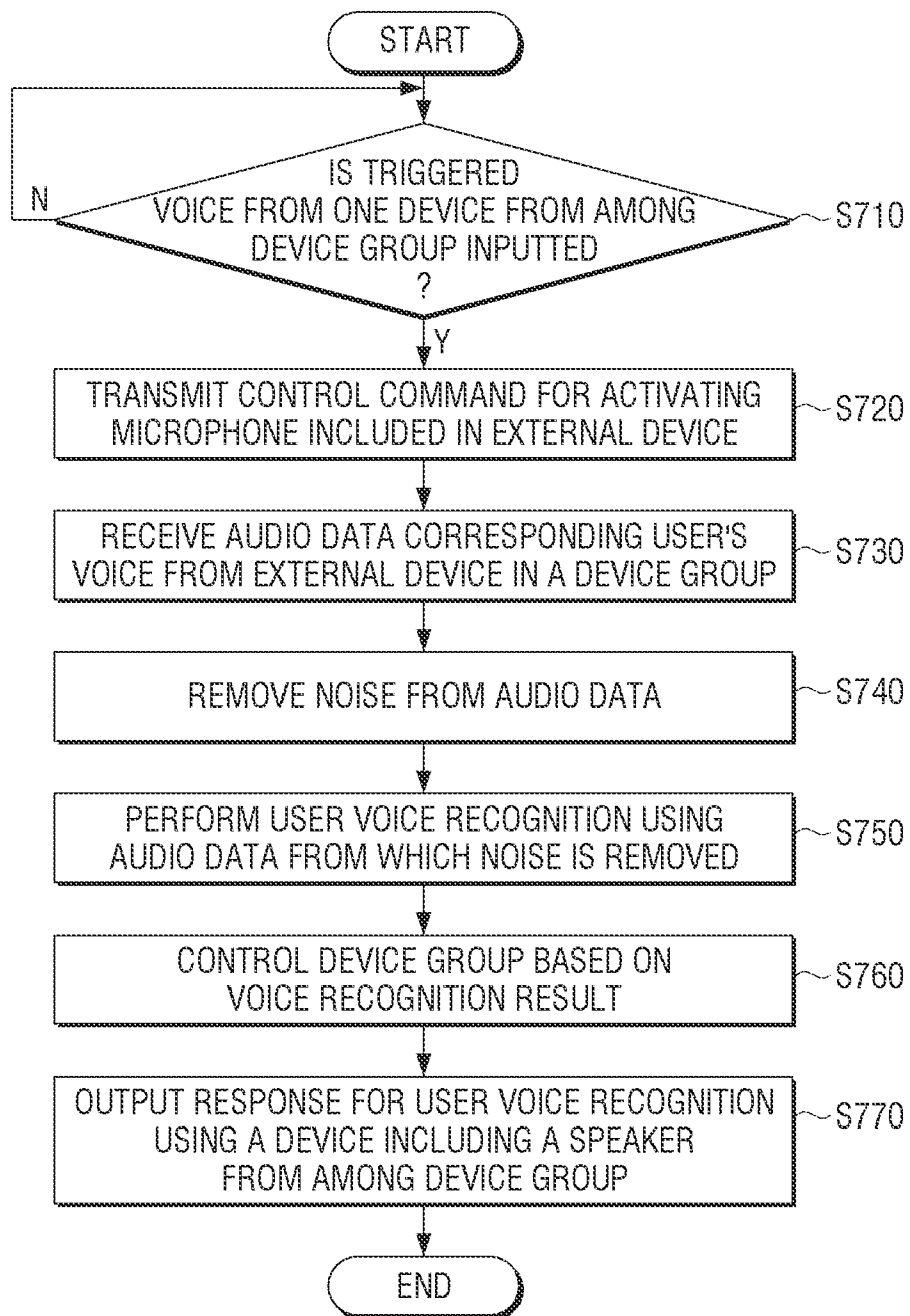 START
IS TRIGGERED
VOICE FROM ONE DEVICE FROM AMONG
DEVICE GROUP INPUTTED
?
N
S710
Y
TRANSMIT CONTROL COMMAND FOR ACTIVATING
MICROPHONE INCLUDED IN EXTERNAL DEVICE
S720
RECEIVE AUDIO DATA CORRESPONDING USER'S
VOICE FROM EXTERNAL DEVICE IN A DEVICE GROUP
S730
REMOVE NOISE FROM AUDIO DATA
S740
PERFORM USER VOICE RECOGNITION USING
AUDIO DATA FROM WHICH NOISE IS REMOVED
S750
CONTROL DEVICE GROUP BASED ON
VOICE RECOGNITION RESULT
S760
OUTPUT RESPONSE FOR USER VOICE RECOGNITION
USING A DEVICE INCLUDING A SPEAKER
FROM AMONG DEVICE GROUP
S770
END